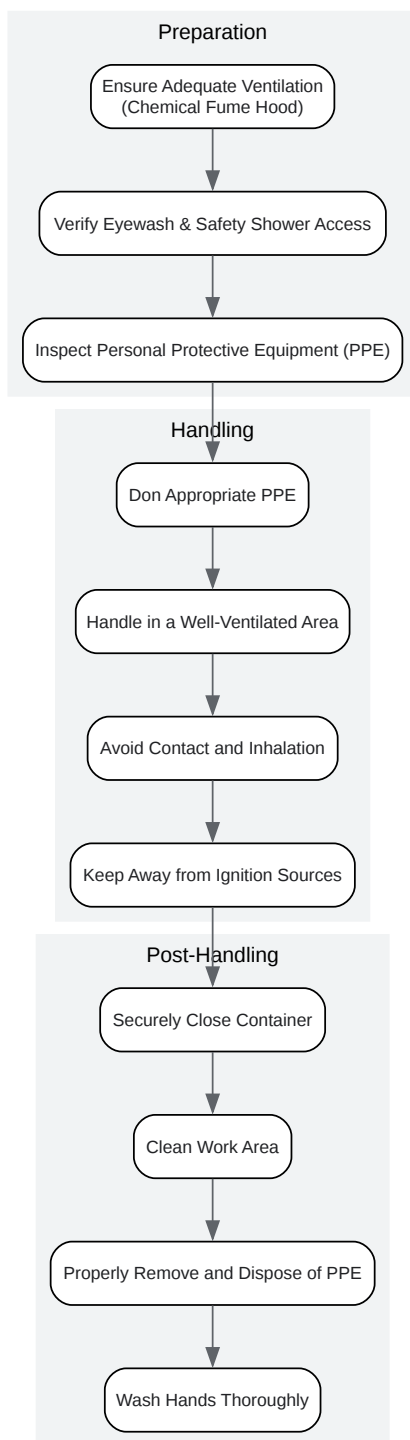 Preparation
Ensure Adequate Ventilation
(Chemical Fume Hood)
Verify Eyewash & Safety Shower Access
Inspect Personal Protective Equipment (PPE)
Handling
Don Appropriate PPE
Handle in a Well-Ventilated Area
Avoid Contact and Inhalation
Keep Away from Ignition Sources
Post-Handling
Securely Close Container
Clean Work Area
Properly Remove and Dispose of PPE
Wash Hands Thoroughly